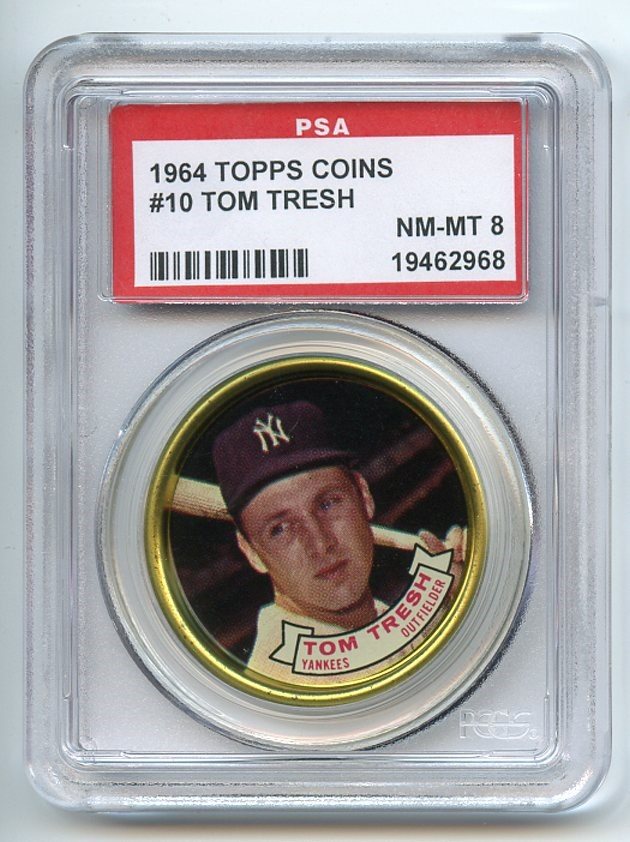 PSA
1964 TOPPS COINS
#10 TOM TRESH
NM-MT 8
19462968
NY
TOM TRESH
YANKEES OUTFIELDER
PCGS